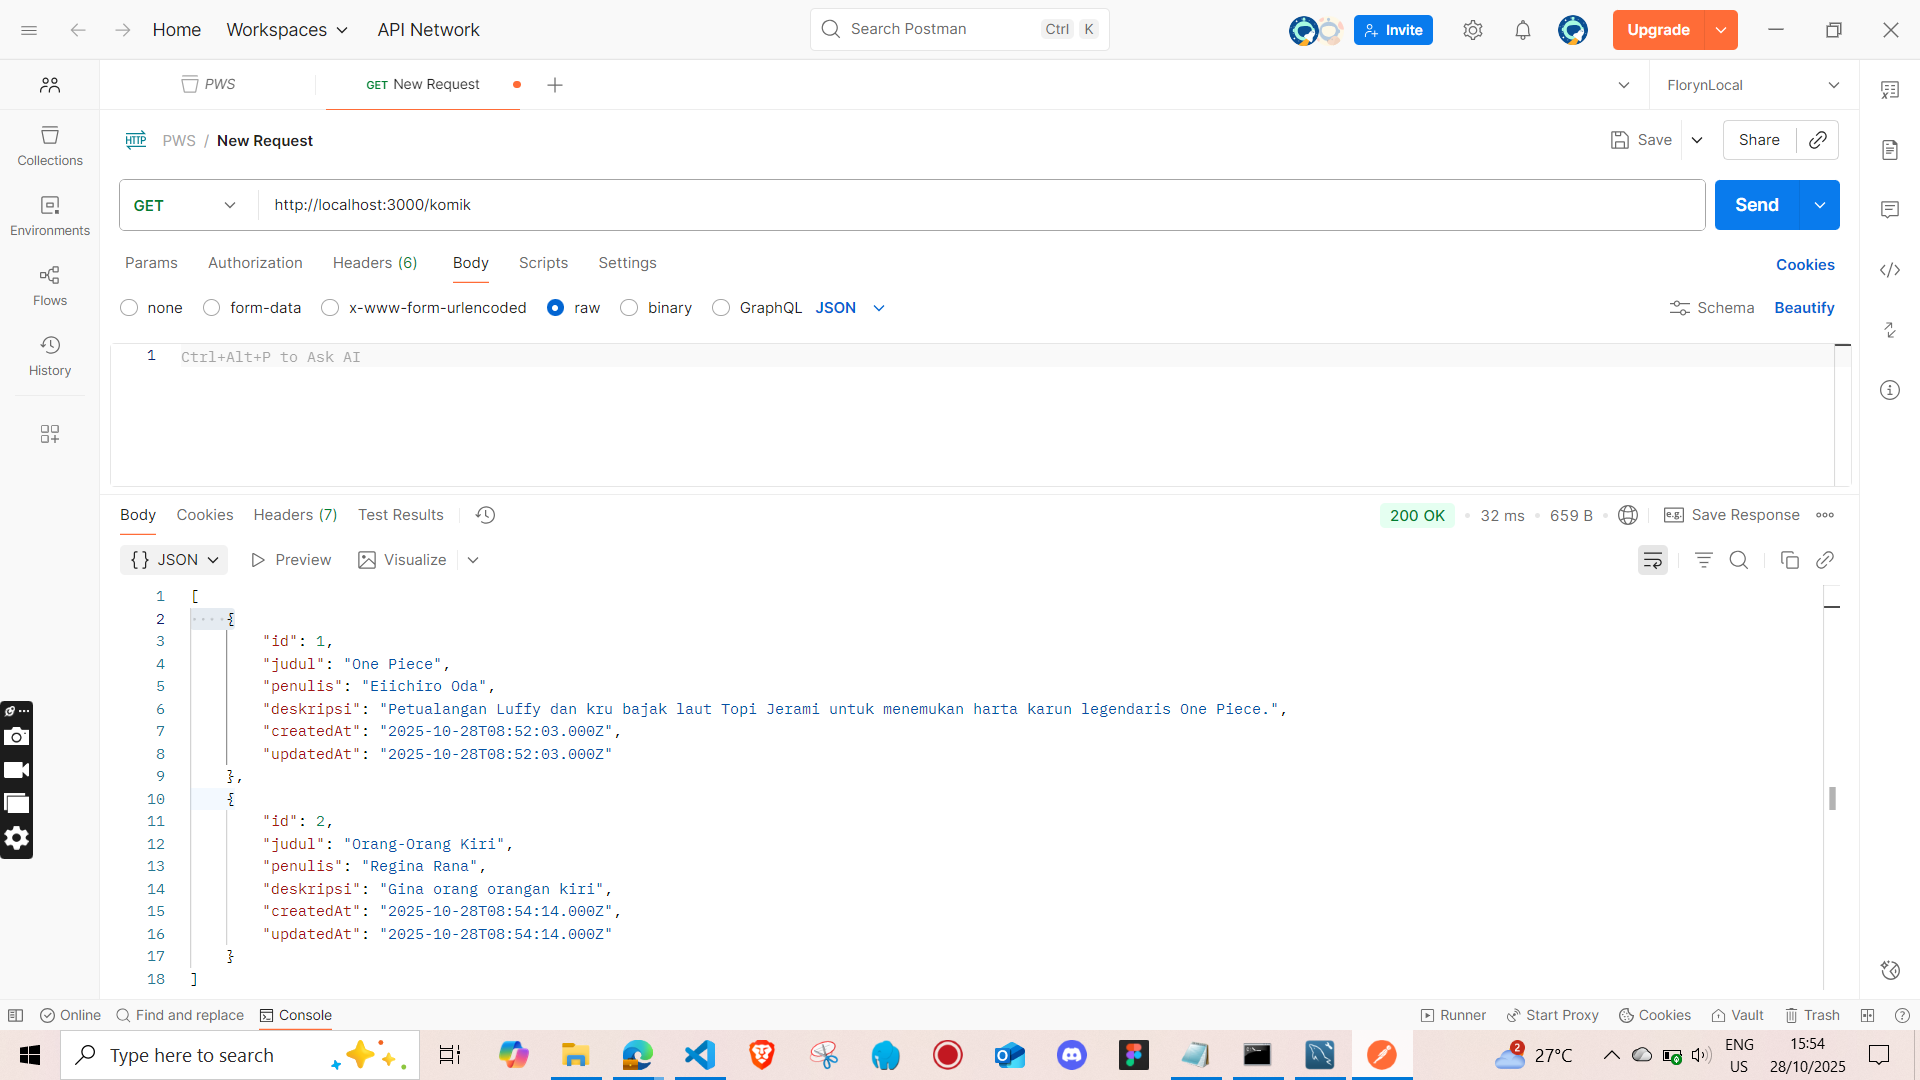 Home
Workspaces
API Network
Search Postman
Ctrl
K
Invite
Upgrade
PWS
GET New Request
FlorynLocal
HTTP
PWS / New Request
Save
Share
Collections
Environments
Flows
History
GET
http://localhost:3000/komik
Send
Params
Authorization
Headers (6)
Body
Scripts
Settings
Cookies
none
form-data
x-www-form-urlencoded
raw
binary
GraphQL
JSON
Schema
Beautify
1 Ctrl+Alt+P to Ask AI
Body
Cookies
Headers (7)
Test Results
200 OK
32 ms
659 B
e.g.
Save Response
{} JSON
Preview
Visualize
1 [
2 ····{
3 "id": 1,
4 "judul": "One Piece",
5 "penulis": "Eiichiro Oda",
6 "deskripsi": "Petualangan Luffy dan kru bajak laut Topi Jerami untuk menemukan harta karun legendaris One Piece.",
7 "createdAt": "2025-10-28T08:52:03.000Z",
8 "updatedAt": "2025-10-28T08:52:03.000Z"
9 },
10 {
11 "id": 2,
12 "judul": "Orang-Orang Kiri",
13 "penulis": "Regina Rana",
14 "deskripsi": "Gina orang orangan kiri",
15 "createdAt": "2025-10-28T08:54:14.000Z",
16 "updatedAt": "2025-10-28T08:54:14.000Z"
17 }
18 ]
Online
Find and replace
Console
Runner
Start Proxy
Cookies
Vault
Trash
Type here to search
2
27°C
ENG
US
15:54
28/10/2025